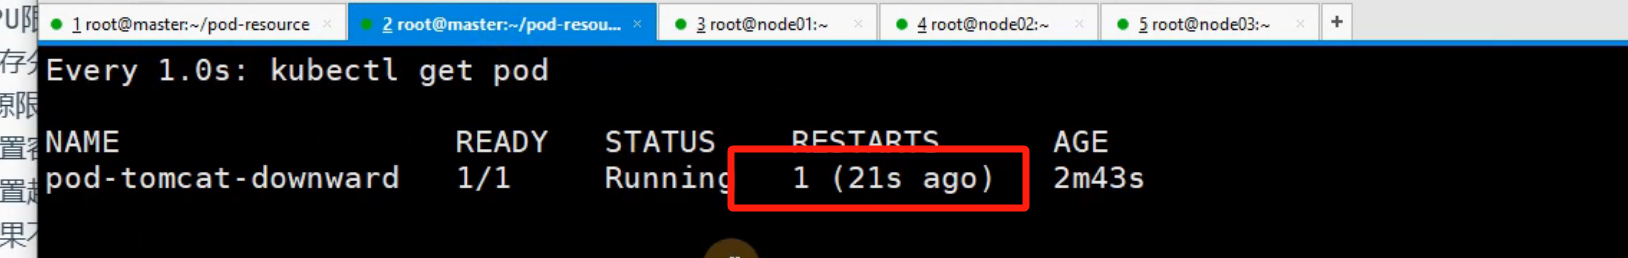 PU限
1 root@master:~/pod-resource × 2 root@master:~/pod-resou... × 3 root@node01:~ × 4 root@node02:~ × 5 root@node03:~ × +
存分
Every 1.0s: kubectl get pod
源限
NAME READY STATUS RESTARTS AGE
置容
pod-tomcat-downward 1/1 Running 1 (21s ago) 2m43s
置超
果不